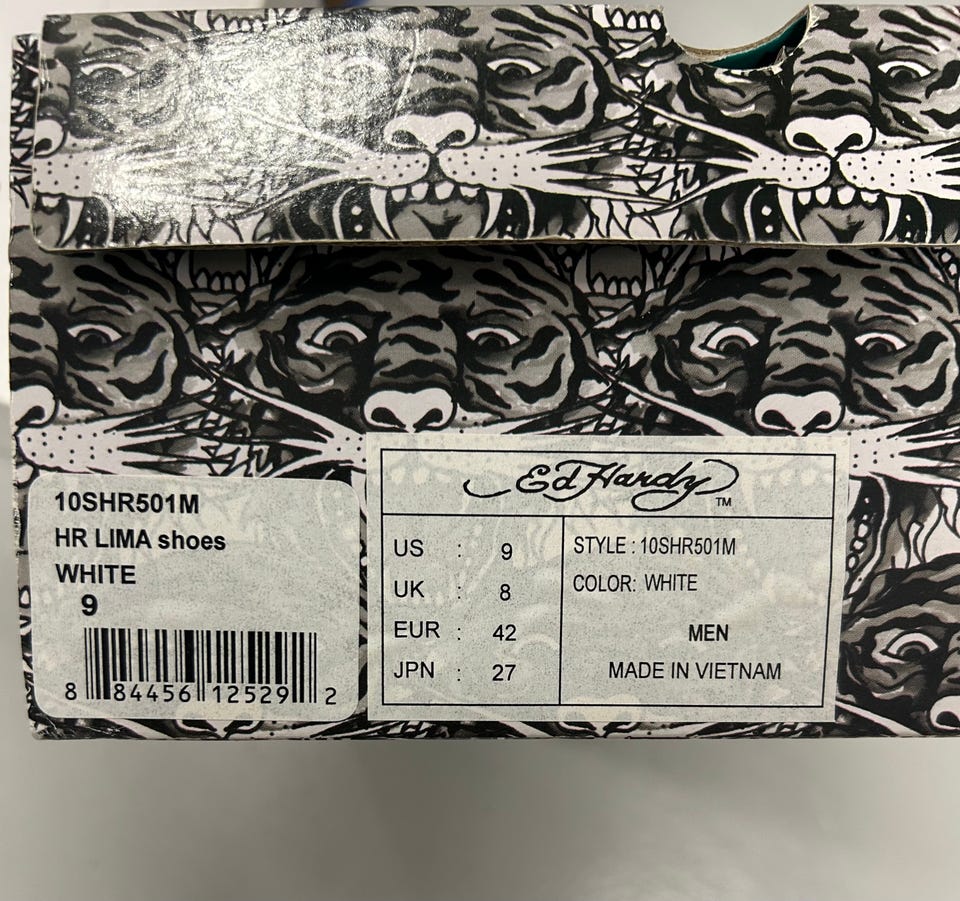 10SHR501M
HR LIMA shoes
WHITE
9
8 84456 12529 2
Ed Hardy TM
US : 9
UK : 8
EUR : 42
JPN : 27
STYLE : 10SHR501M
COLOR: WHITE
MEN
MADE IN VIETNAM